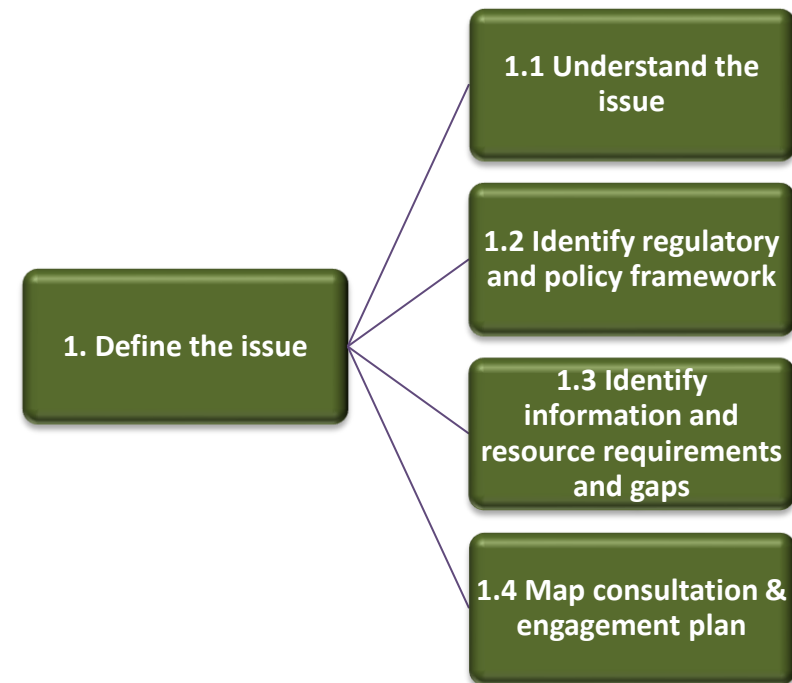 1. Define the issue
1.1 Understand the
issue
1.2 Identify regulatory
and policy framework
1.3 Identify
information and
resource requirements
and gaps
1.4 Map consultation &
engagement plan